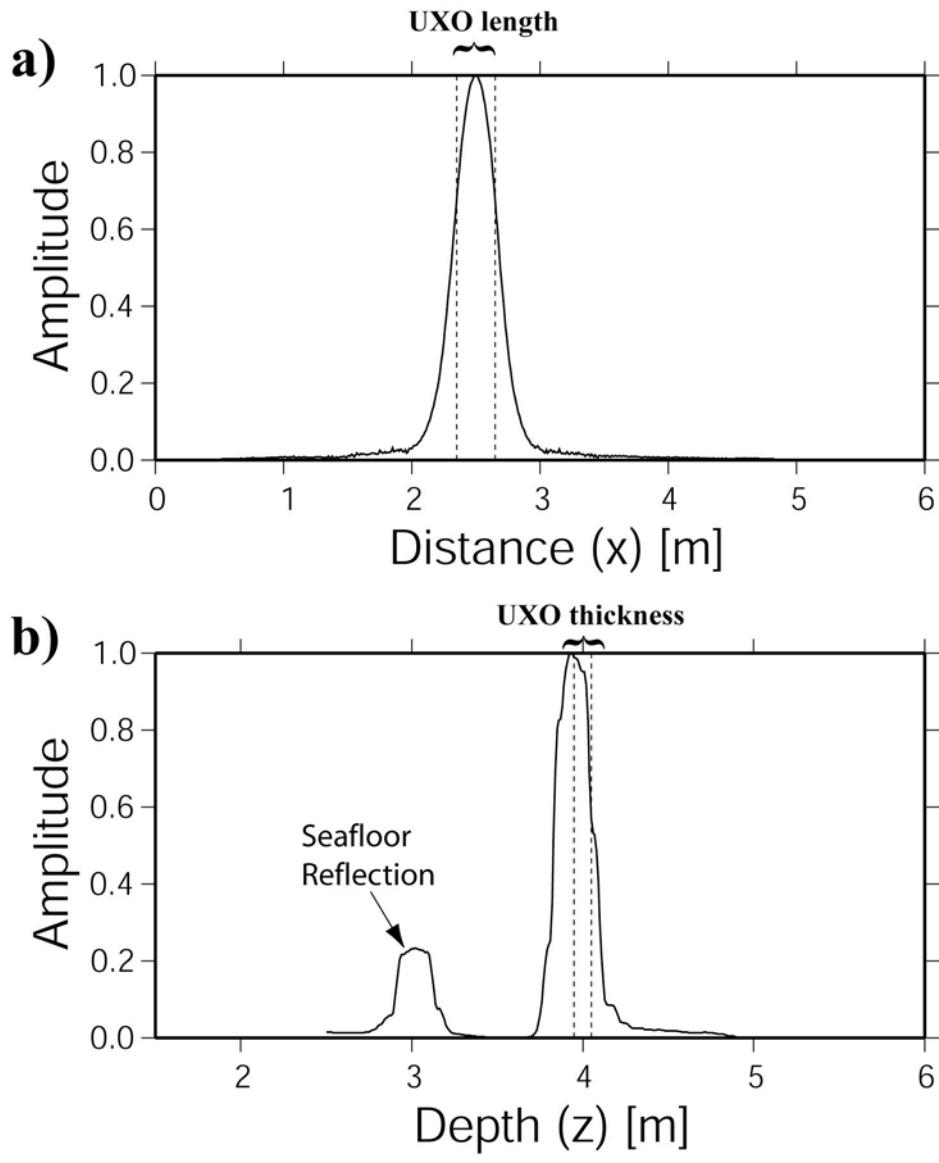 UXO length
a)
1.0
0.8
0.6
0.4
0.2
0.0
Amplitude
0 1 2 3 4 5 6
Distance (x) [m]
UXO thickness
b)
1.0
0.8
0.6
0.4
0.2
0.0
Amplitude
Seafloor
Reflection
2 3 4 5 6
Depth (z) [m]